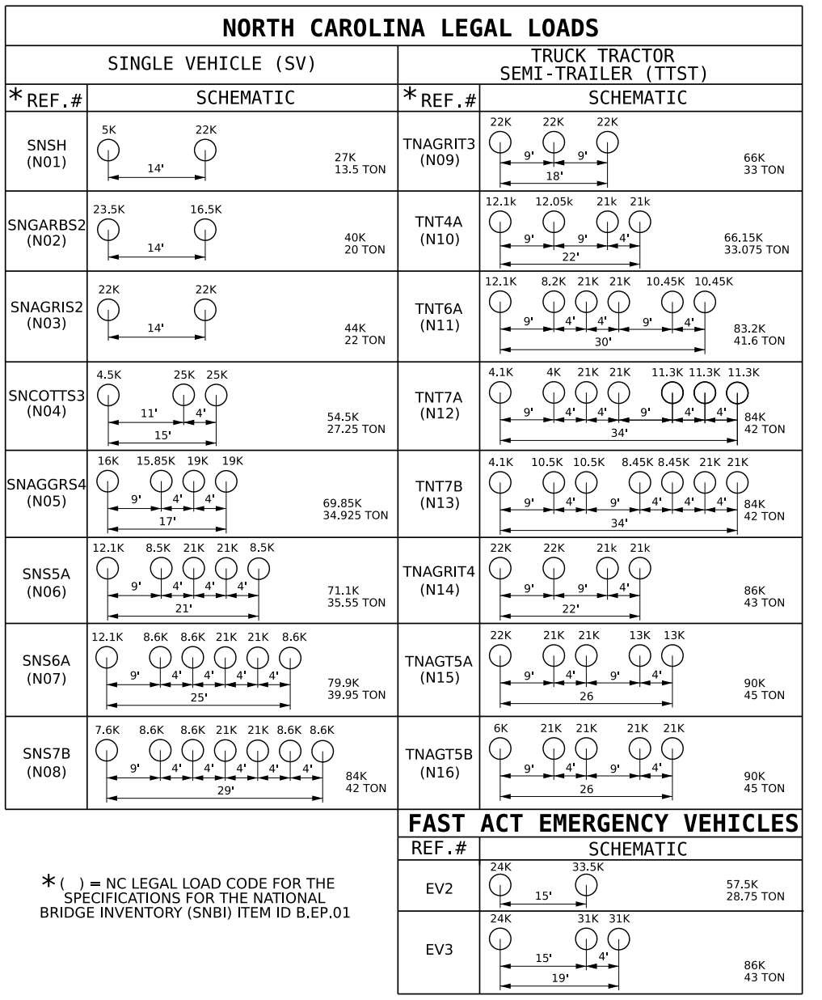 NORTH CAROLINA LEGAL LOADS
SINGLE VEHICLE (SV)
* REF.# SCHEMATIC
SNSH
(N01)
5K 22K
14'
27K
13.5 TON
SNGARBS2
(N02)
23.5K 16.5K
14'
40K
20 TON
SNAGRIS2
(N03)
22K 22K
14'
44K
22 TON
SNCOTTS3
(N04)
4.5K 25K 25K
11' 4'
15'
54.5K
27.25 TON
SNAGGRS4
(N05)
16K 15.85K 19K 19K
9' 4' 4'
17'
69.85K
34.925 TON
SNS5A
(N06)
12.1K 8.5K 21K 21K 8.5K
9' 4' 4' 4'
21'
71.1K
35.55 TON
SNS6A
(N07)
12.1K 8.6K 8.6K 21K 21K 8.6K
9' 4' 4' 4' 4'
25'
79.9K
39.95 TON
SNS7B
(N08)
7.6K 8.6K 8.6K 21K 21K 8.6K 8.6K
9' 4' 4' 4' 4' 4'
29'
84K
42 TON
TRUCK TRACTOR
SEMI-TRAILER (TTST)
* REF.# SCHEMATIC
TNAGRIT3
(N09)
22K 22K 22K
9' 9'
18'
66K
33 TON
TNT4A
(N10)
12.1k 12.05k 21k 21k
9' 9' 4'
22'
66.15K
33.075 TON
TNT6A
(N11)
12.1K 8.2K 21K 21K 10.45K 10.45K
9' 4' 4' 9' 4'
30'
83.2K
41.6 TON
TNT7A
(N12)
4.1K 4K 21K 21K 11.3K 11.3K 11.3K
9' 4' 4' 9' 4' 4'
34'
84K
42 TON
TNT7B
(N13)
4.1K 10.5K 10.5K 8.45K 8.45K 21K 21K
9' 4' 9' 4' 4' 4'
34'
84K
42 TON
TNAGRIT4
(N14)
22K 22K 21k 21k
9' 9' 4'
22'
86K
43 TON
TNAGT5A
(N15)
22K 21K 21K 13K 13K
9' 4' 9' 4'
26
90K
45 TON
TNAGT5B
(N16)
6K 21K 21K 21K 21K
9' 4' 9' 4'
26
90K
45 TON
FAST ACT EMERGENCY VEHICLES
REF.# SCHEMATIC
EV2
24K 33.5K
15'
57.5K
28.75 TON
EV3
24K 31K 31K
15' 4'
19'
86K
43 TON
* ( ) = NC LEGAL LOAD CODE FOR THE
SPECIFICATIONS FOR THE NATIONAL
BRIDGE INVENTORY (SNBI) ITEM ID B.EP.01